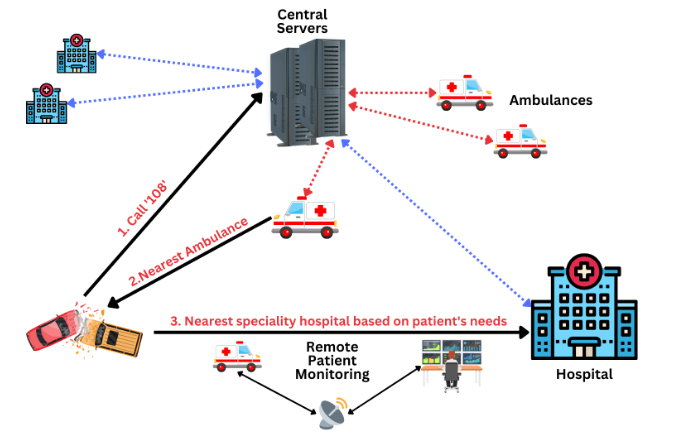 Central
Servers
Ambulances
1. Call '108'
2.Nearest Ambulance
3. Nearest speciality hospital based on patient's needs
Remote
Patient
Monitoring
Hospital